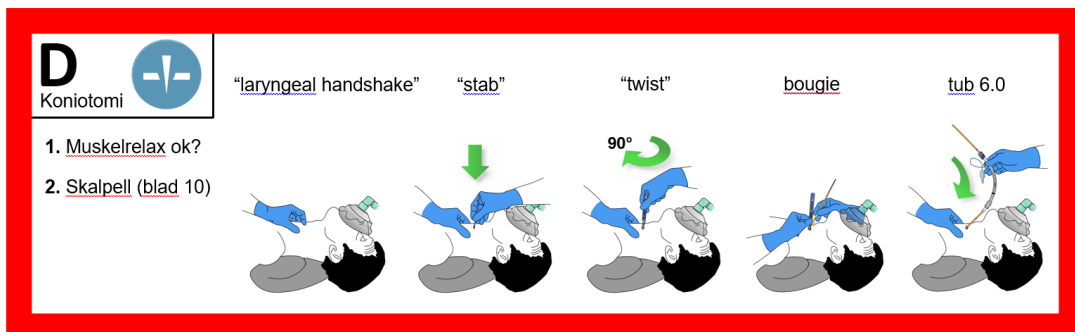 D
Koniotomi
1. Muskelrelax ok?
2. Skalpell (blad 10)
“laryngeal handshake”
“stab”
“twist”
90°
bougie
tub 6.0